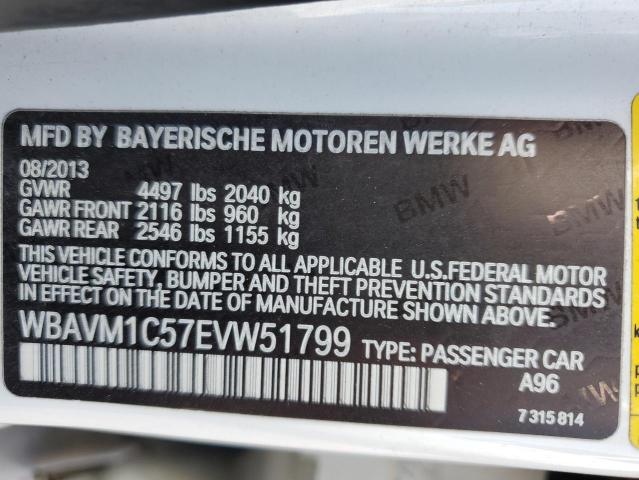 MFD BY BAYERISCHE MOTOREN WERKE AG
08/2013
GVWR 4497 lbs 2040 kg
GAWR FRONT 2116 lbs 960 kg
GAWR REAR 2546 lbs 1155 kg
THIS VEHICLE CONFORMS TO ALL APPLICABLE U.S.FEDERAL MOTOR
VEHICLE SAFETY, BUMPER AND THEFT PREVENTION STANDARDS
IN EFFECT ON THE DATE OF MANUFACTURE SHOWN ABOVE.
WBAVM1C57EVW51799 TYPE: PASSENGER CAR
A96
7 315 814
BMW
BMW